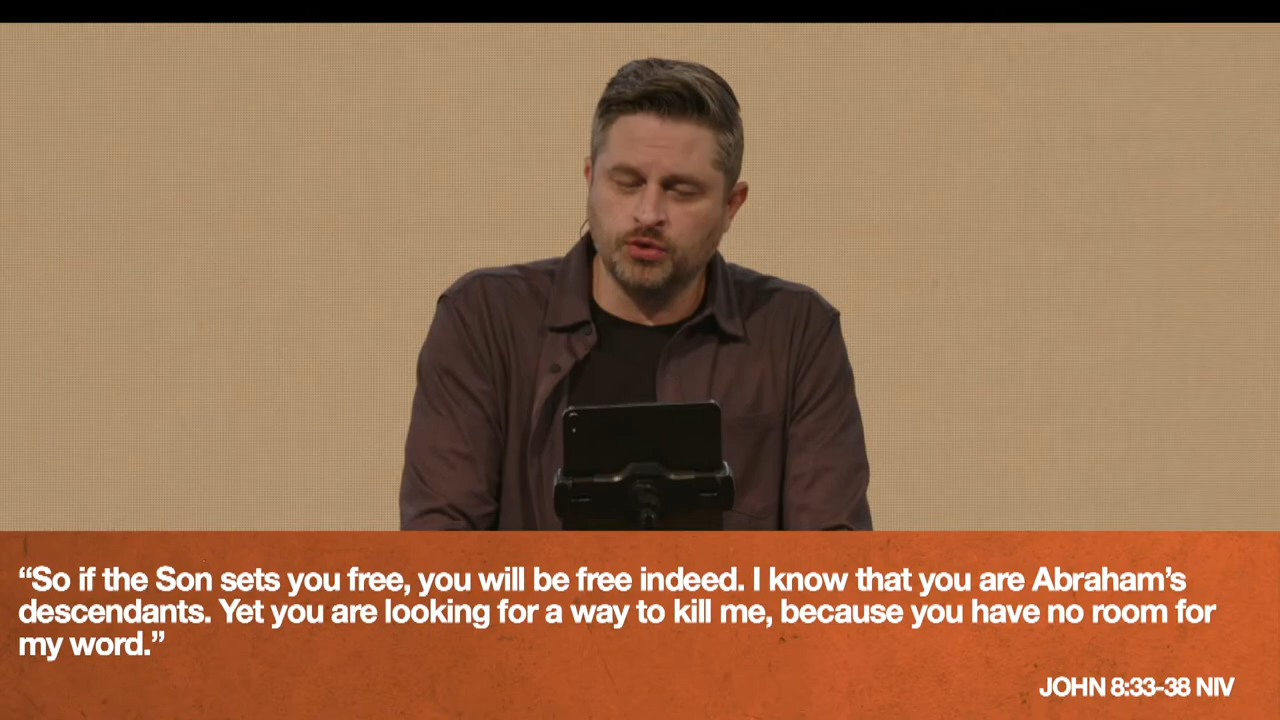 “So if the Son sets you free, you will be free indeed. I know that you are Abraham’s
descendants. Yet you are looking for a way to kill me, because you have no room for
my word.”
JOHN 8:33-38 NIV